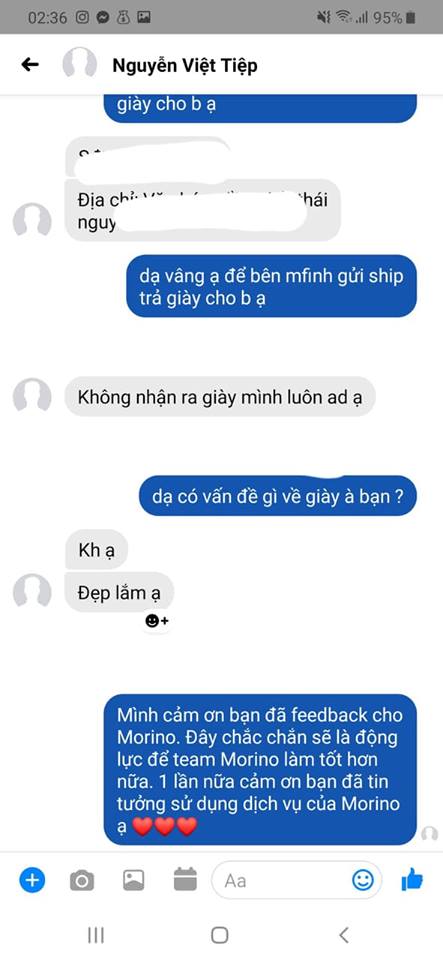 02:36
95%
Nguyễn Việt Tiệp
giày cho b ạ
Địa chỉ: thái
nguy
dạ vâng ạ để bên mfinh gửi ship
trả giày cho b ạ
Không nhận ra giày mình luôn ad ạ
dạ có vấn đề gì về giày à bạn ?
Kh ạ
Đẹp lắm ạ
Mình cảm ơn bạn đã feedback cho
Morino. Đây chắc chắn sẽ là động
lực để team Morino làm tốt hơn
nữa. 1 lần nữa cảm ơn bạn đã tin
tưởng sử dụng dịch vụ của Morino
ạ ❤️❤️❤️
Aa